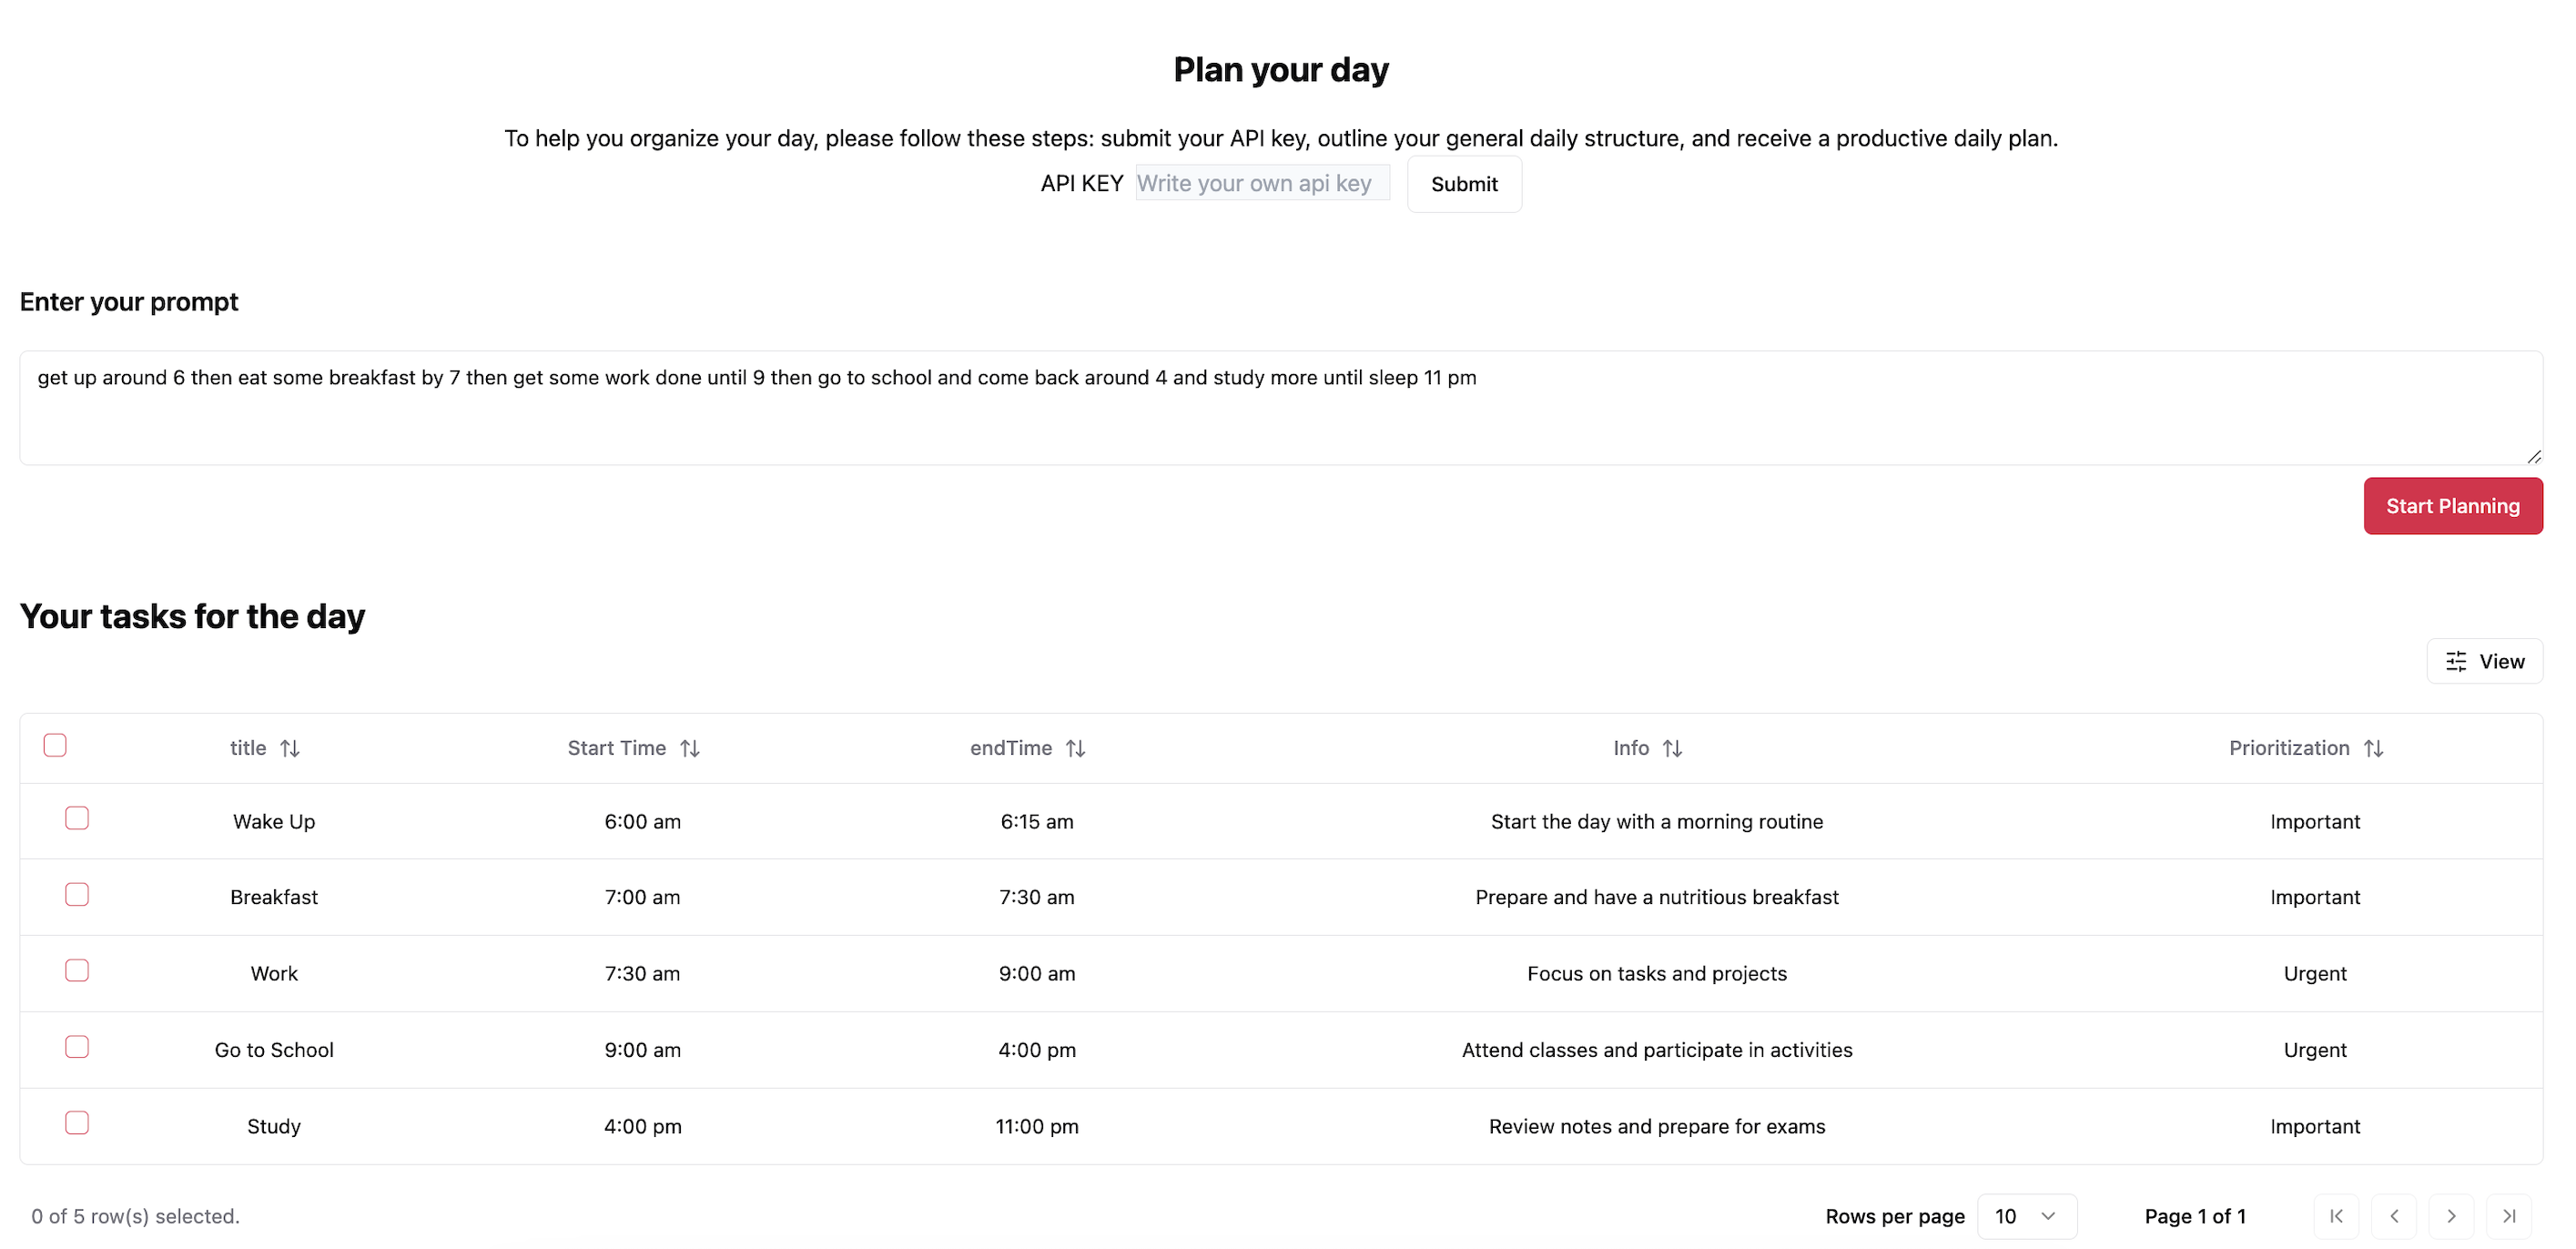 Plan your day
To help you organize your day, please follow these steps: submit your API key, outline your general daily structure, and receive a productive daily plan.
API KEY Write your own api key Submit
Enter your prompt
get up around 6 then eat some breakfast by 7 then get some work done until 9 then go to school and come back around 4 and study more until sleep 11 pm
Start Planning
Your tasks for the day
View
title Start Time endTime Info Prioritization
Wake Up 6:00 am 6:15 am Start the day with a morning routine Important
Breakfast 7:00 am 7:30 am Prepare and have a nutritious breakfast Important
Work 7:30 am 9:00 am Focus on tasks and projects Urgent
Go to School 9:00 am 4:00 pm Attend classes and participate in activities Urgent
Study 4:00 pm 11:00 pm Review notes and prepare for exams Important
0 of 5 row(s) selected. Rows per page 10 Page 1 of 1